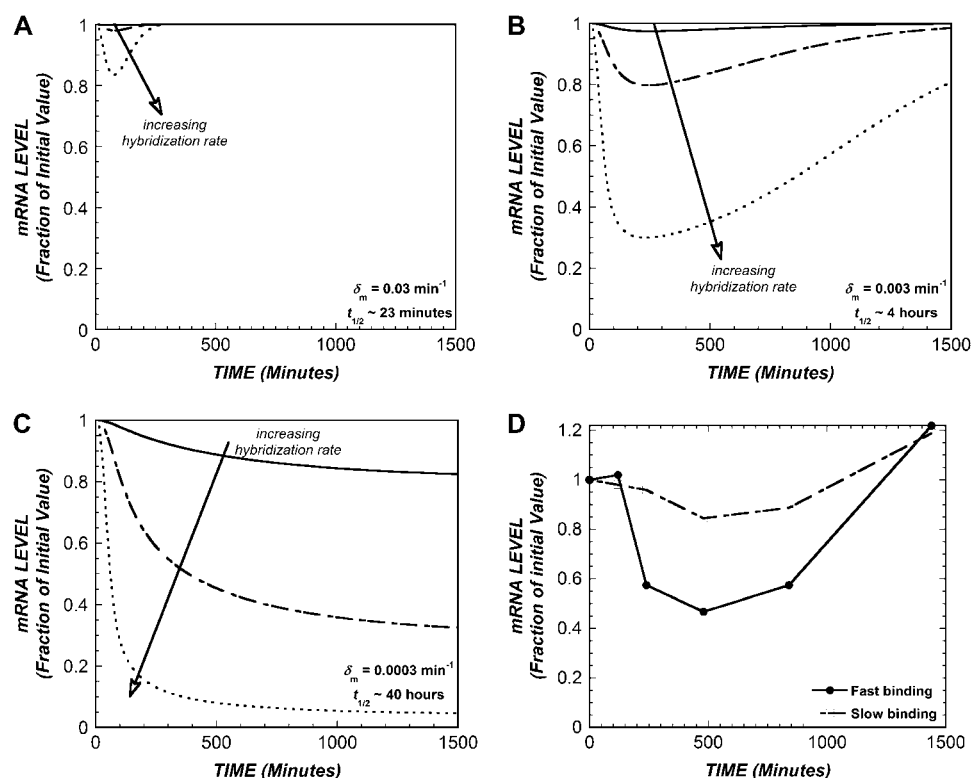 A
mRNA LEVEL
(Fraction of Initial Value)
1
0.8
0.6
0.4
0.2
0
increasing
hybridization rate
δm = 0.03 min-1
t1/2 ~ 23 minutes
0
500
1000
1500
TIME (Minutes)
B
mRNA LEVEL
(Fraction of Initial Value)
1
0.8
0.6
0.4
0.2
0
increasing
hybridization rate
δm = 0.003 min-1
t1/2 ~ 4 hours
0
500
1000
1500
TIME (Minutes)
C
mRNA LEVEL
(Fraction of Initial Value)
1
0.8
0.6
0.4
0.2
0
increasing
hybridization rate
δm = 0.0003 min-1
t1/2 ~ 40 hours
0
500
1000
1500
TIME (Minutes)
D
mRNA LEVEL
(Fraction of initial Value)
1.2
1
0.8
0.6
0.4
0.2
0
Fast binding
Slow binding
0
500
1000
1500
TIME (Minutes)